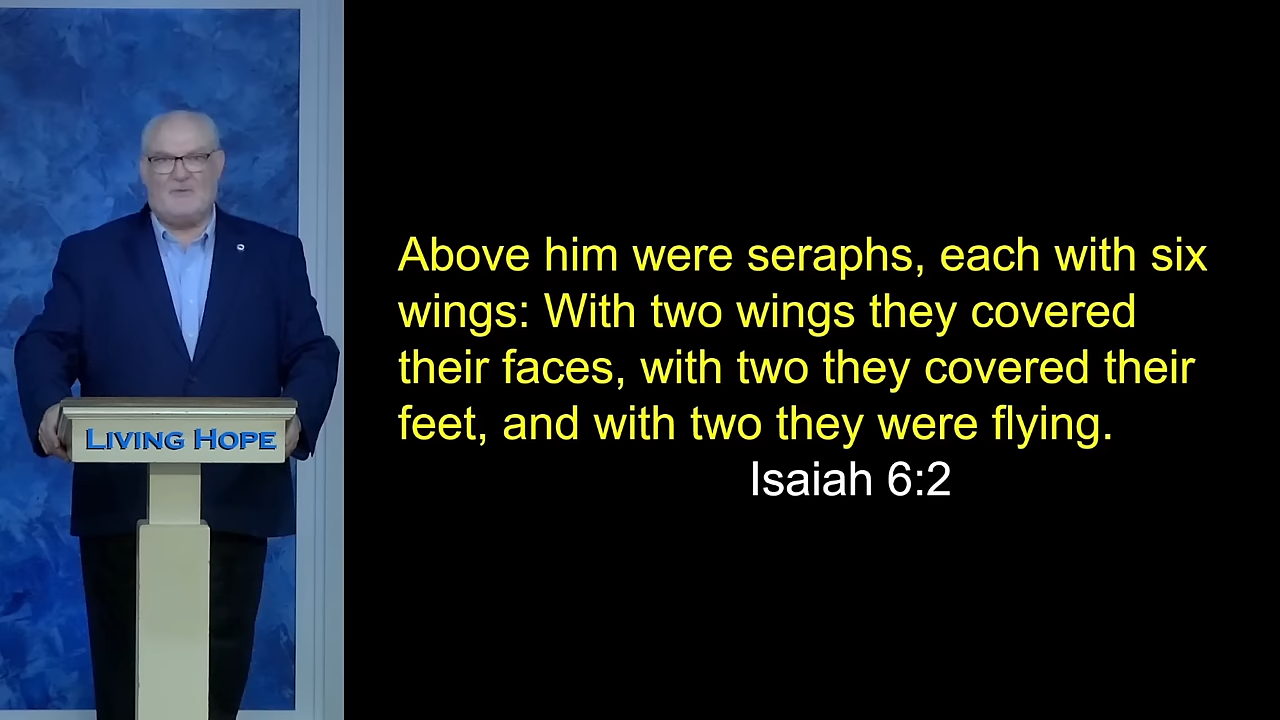 LIVING HOPE
Above him were seraphs, each with six
wings: With two wings they covered
their faces, with two they covered their
feet, and with two they were flying.
Isaiah 6:2